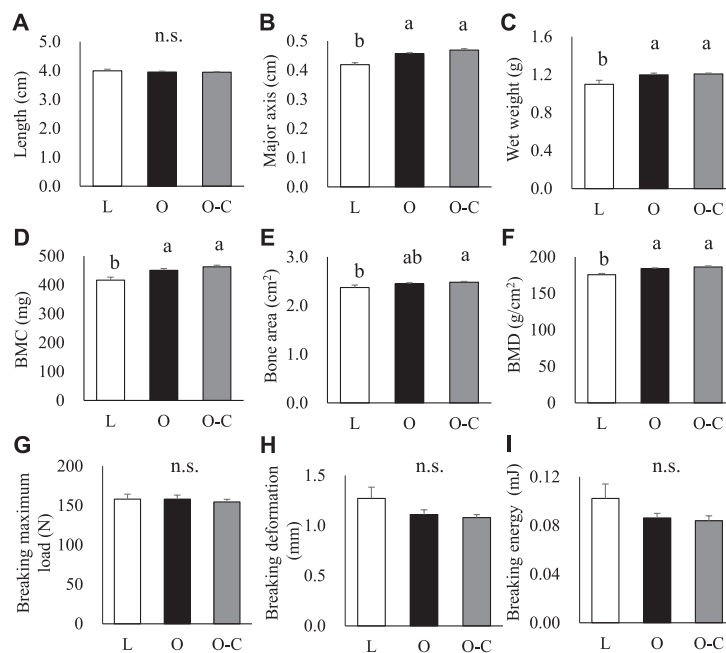 A
n.s.
Length (cm)
5.0
4.0
3.0
2.0
1.0
0.0
L O O-C
B
b a a
Major axis (cm)
0.5
0.4
0.3
0.2
0.1
0
L O O-C
C
b a a
Wet weight (g)
1.6
1.2
0.8
0.4
0.0
L O O-C
D
b a a
BMC (mg)
500
400
300
200
100
0
L O O-C
E
b ab a
Bone area (cm²)
3.0
2.0
1.0
0.0
L O O-C
F
b a a
BMD (g/cm²)
200
150
100
50
0
L O O-C
G
n.s.
Breaking maximum
load (N)
200
150
100
50
0
L O O-C
H
n.s.
Breaking deformation
(mm)
1.5
1.0
0.5
0.0
L O O-C
I
n.s.
Breaking energy (mJ)
0.12
0.08
0.04
0.00
L O O-C